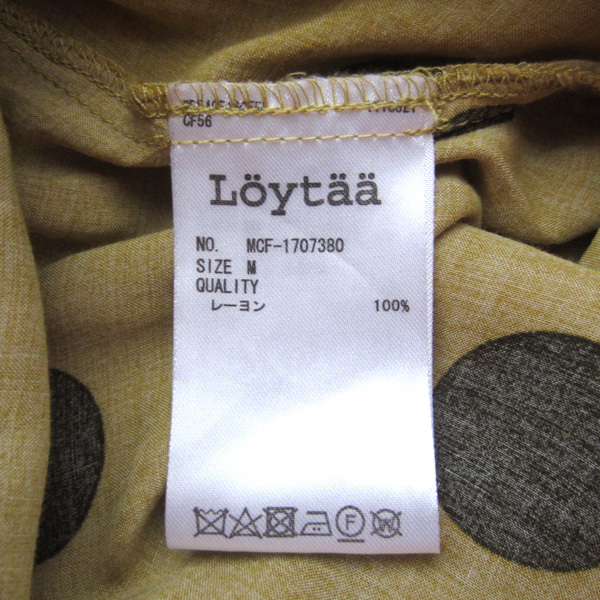 CF56
Löytää
NO. MCF-1707380
SIZE M
QUALITY
レーヨン 100%
F
W